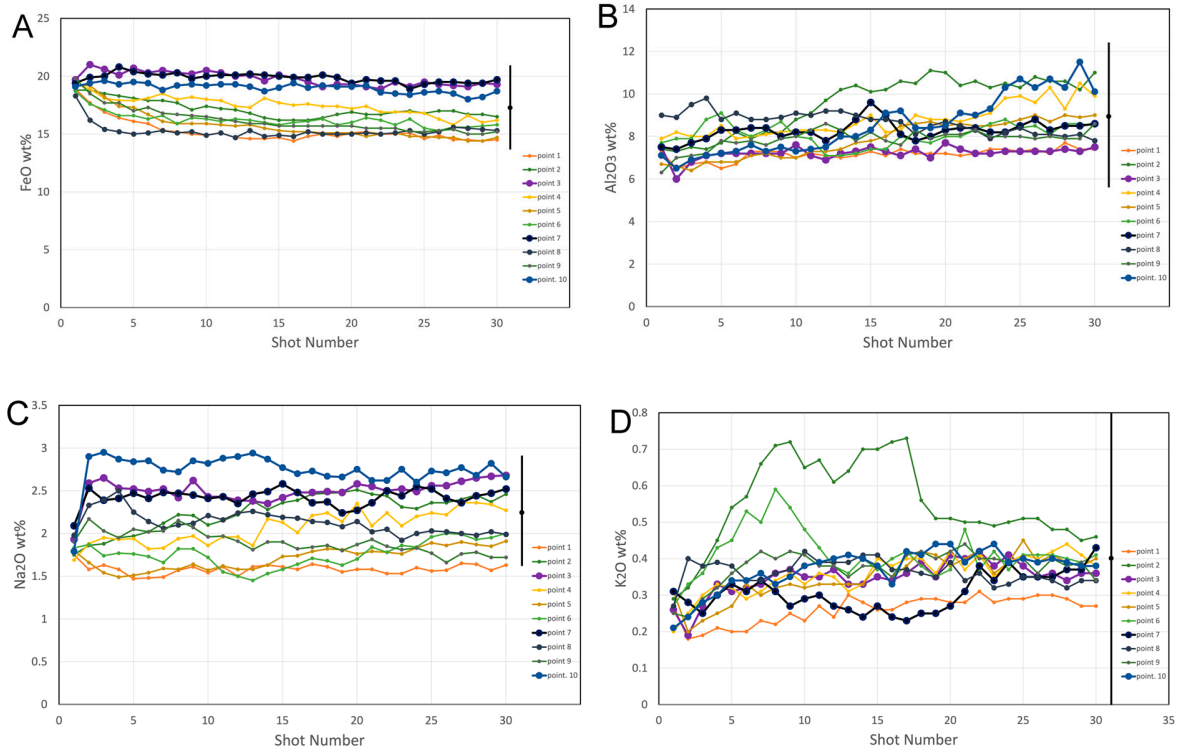 A
25
20
15
10
5
0
0 5 10 15 20 25 30 35
FeO wt%
Shot Number
point 1
point 2
point 3
point 4
point 5
point 6
point 7
point 8
point 9
point. 10
B
14
12
10
8
6
4
2
0
0 5 10 15 20 25 30 35
Al2O3 wt%
Shot Number
point 1
point 2
point 3
point 4
point 5
point 6
point 7
point 8
point 9
point. 10
C
3.5
3
2.5
2
1.5
1
0.5
0
0 5 10 15 20 25 30 35
Na2O wt%
Shot Number
point 1
point 2
point 3
point 4
point 5
point 6
point 7
point 8
point 9
point. 10
D
0.8
0.7
0.6
0.5
0.4
0.3
0.2
0.1
0
0 5 10 15 20 25 30 35
K2O wt%
Shot Number
point 1
point 2
point 3
point 4
point 5
point 6
point 7
point 8
point 9
point. 10